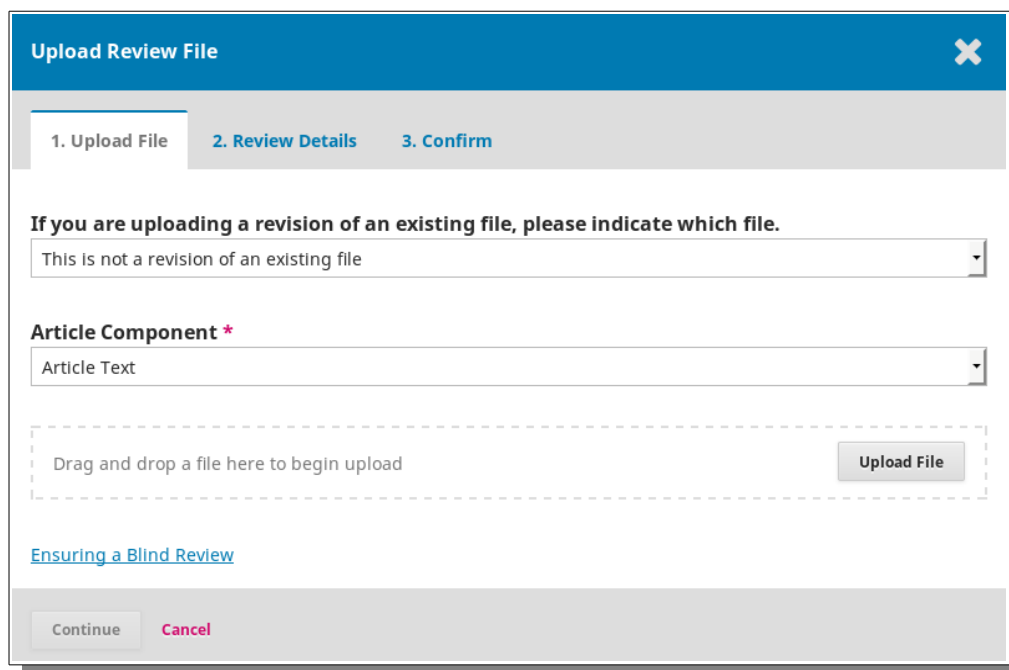 Upload Review File
1. Upload File 2. Review Details 3. Confirm
If you are uploading a revision of an existing file, please indicate which file.
This is not a revision of an existing file
Article Component *
Article Text
Drag and drop a file here to begin upload Upload File
Ensuring a Blind Review
Continue Cancel